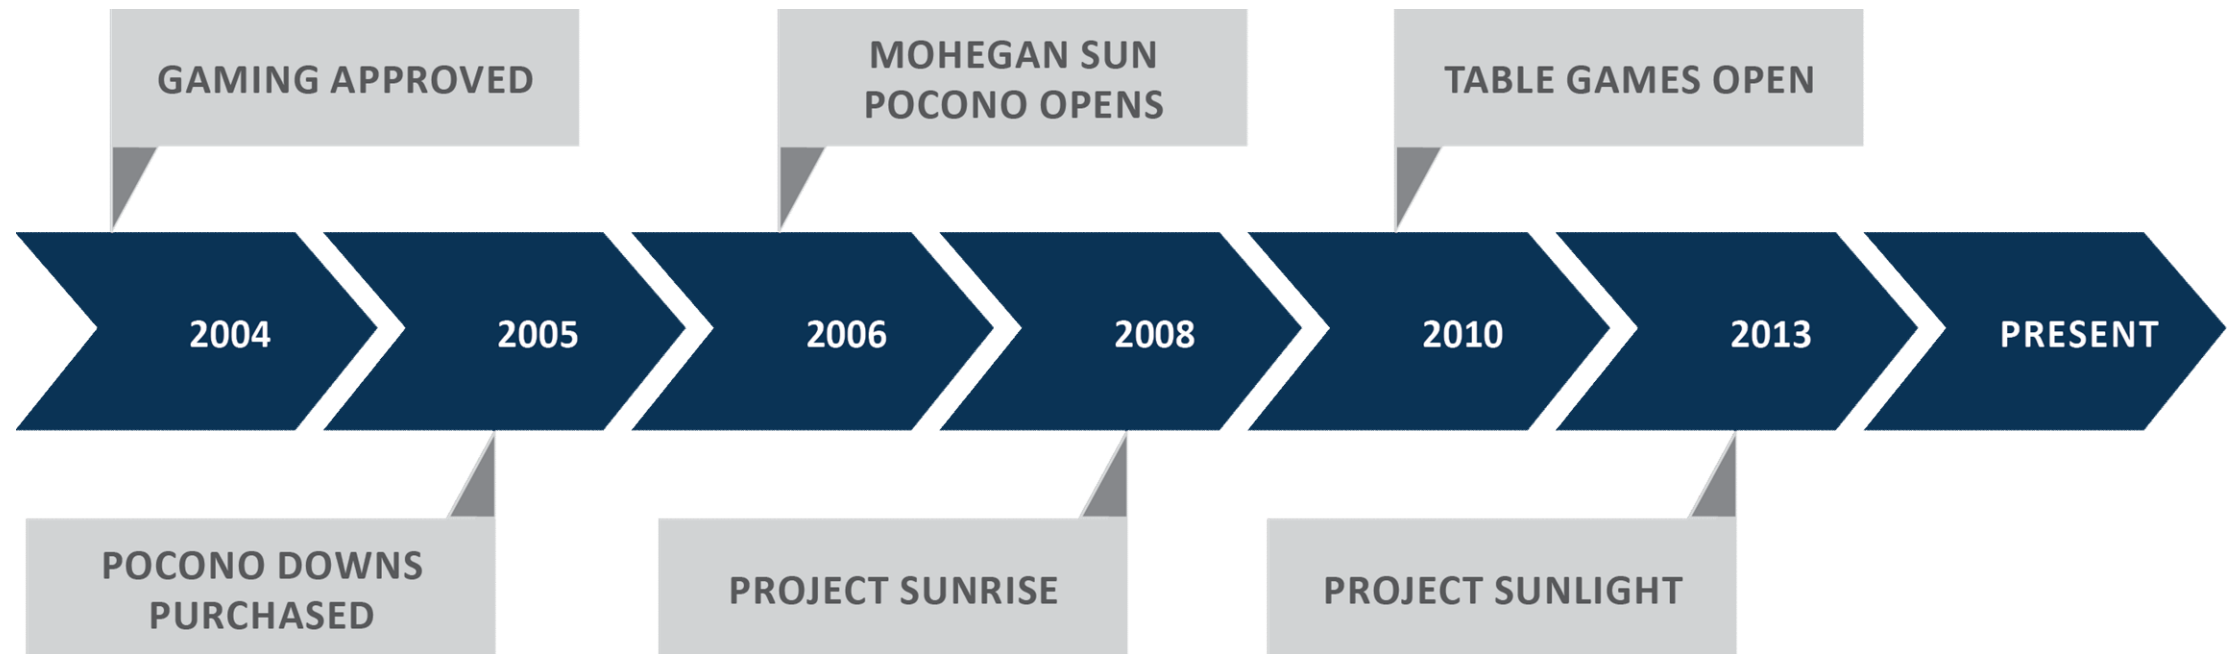 GAMING APPROVED
MOHEGAN SUN
POCONO OPENS
TABLE GAMES OPEN
2004
2005
2006
2008
2010
2013
PRESENT
POCONO DOWNS
PURCHASED
PROJECT SUNRISE
PROJECT SUNLIGHT